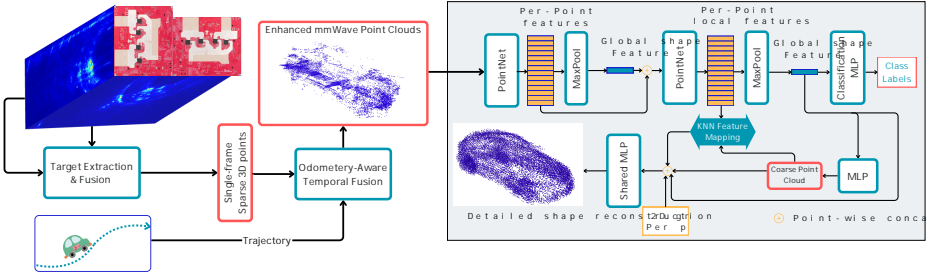 Enhanced mmWave Point Clouds
Target Extraction
& Fusion
Single-frame
Sparse 3D points
Odometery-Aware
Temporal Fusion
Trajectory
Per-Point
features
Per-Point
local features
Global shape
Feature
Global shape
Feature
PointNet
MaxPool
PointNet
MaxPool
Classification
MLP
Class
Labels
KNN Feature
Mapping
Shared MLP
Coarse Point
Cloud
MLP
Detailed shape reconstruction
Per p
Point-wise conca